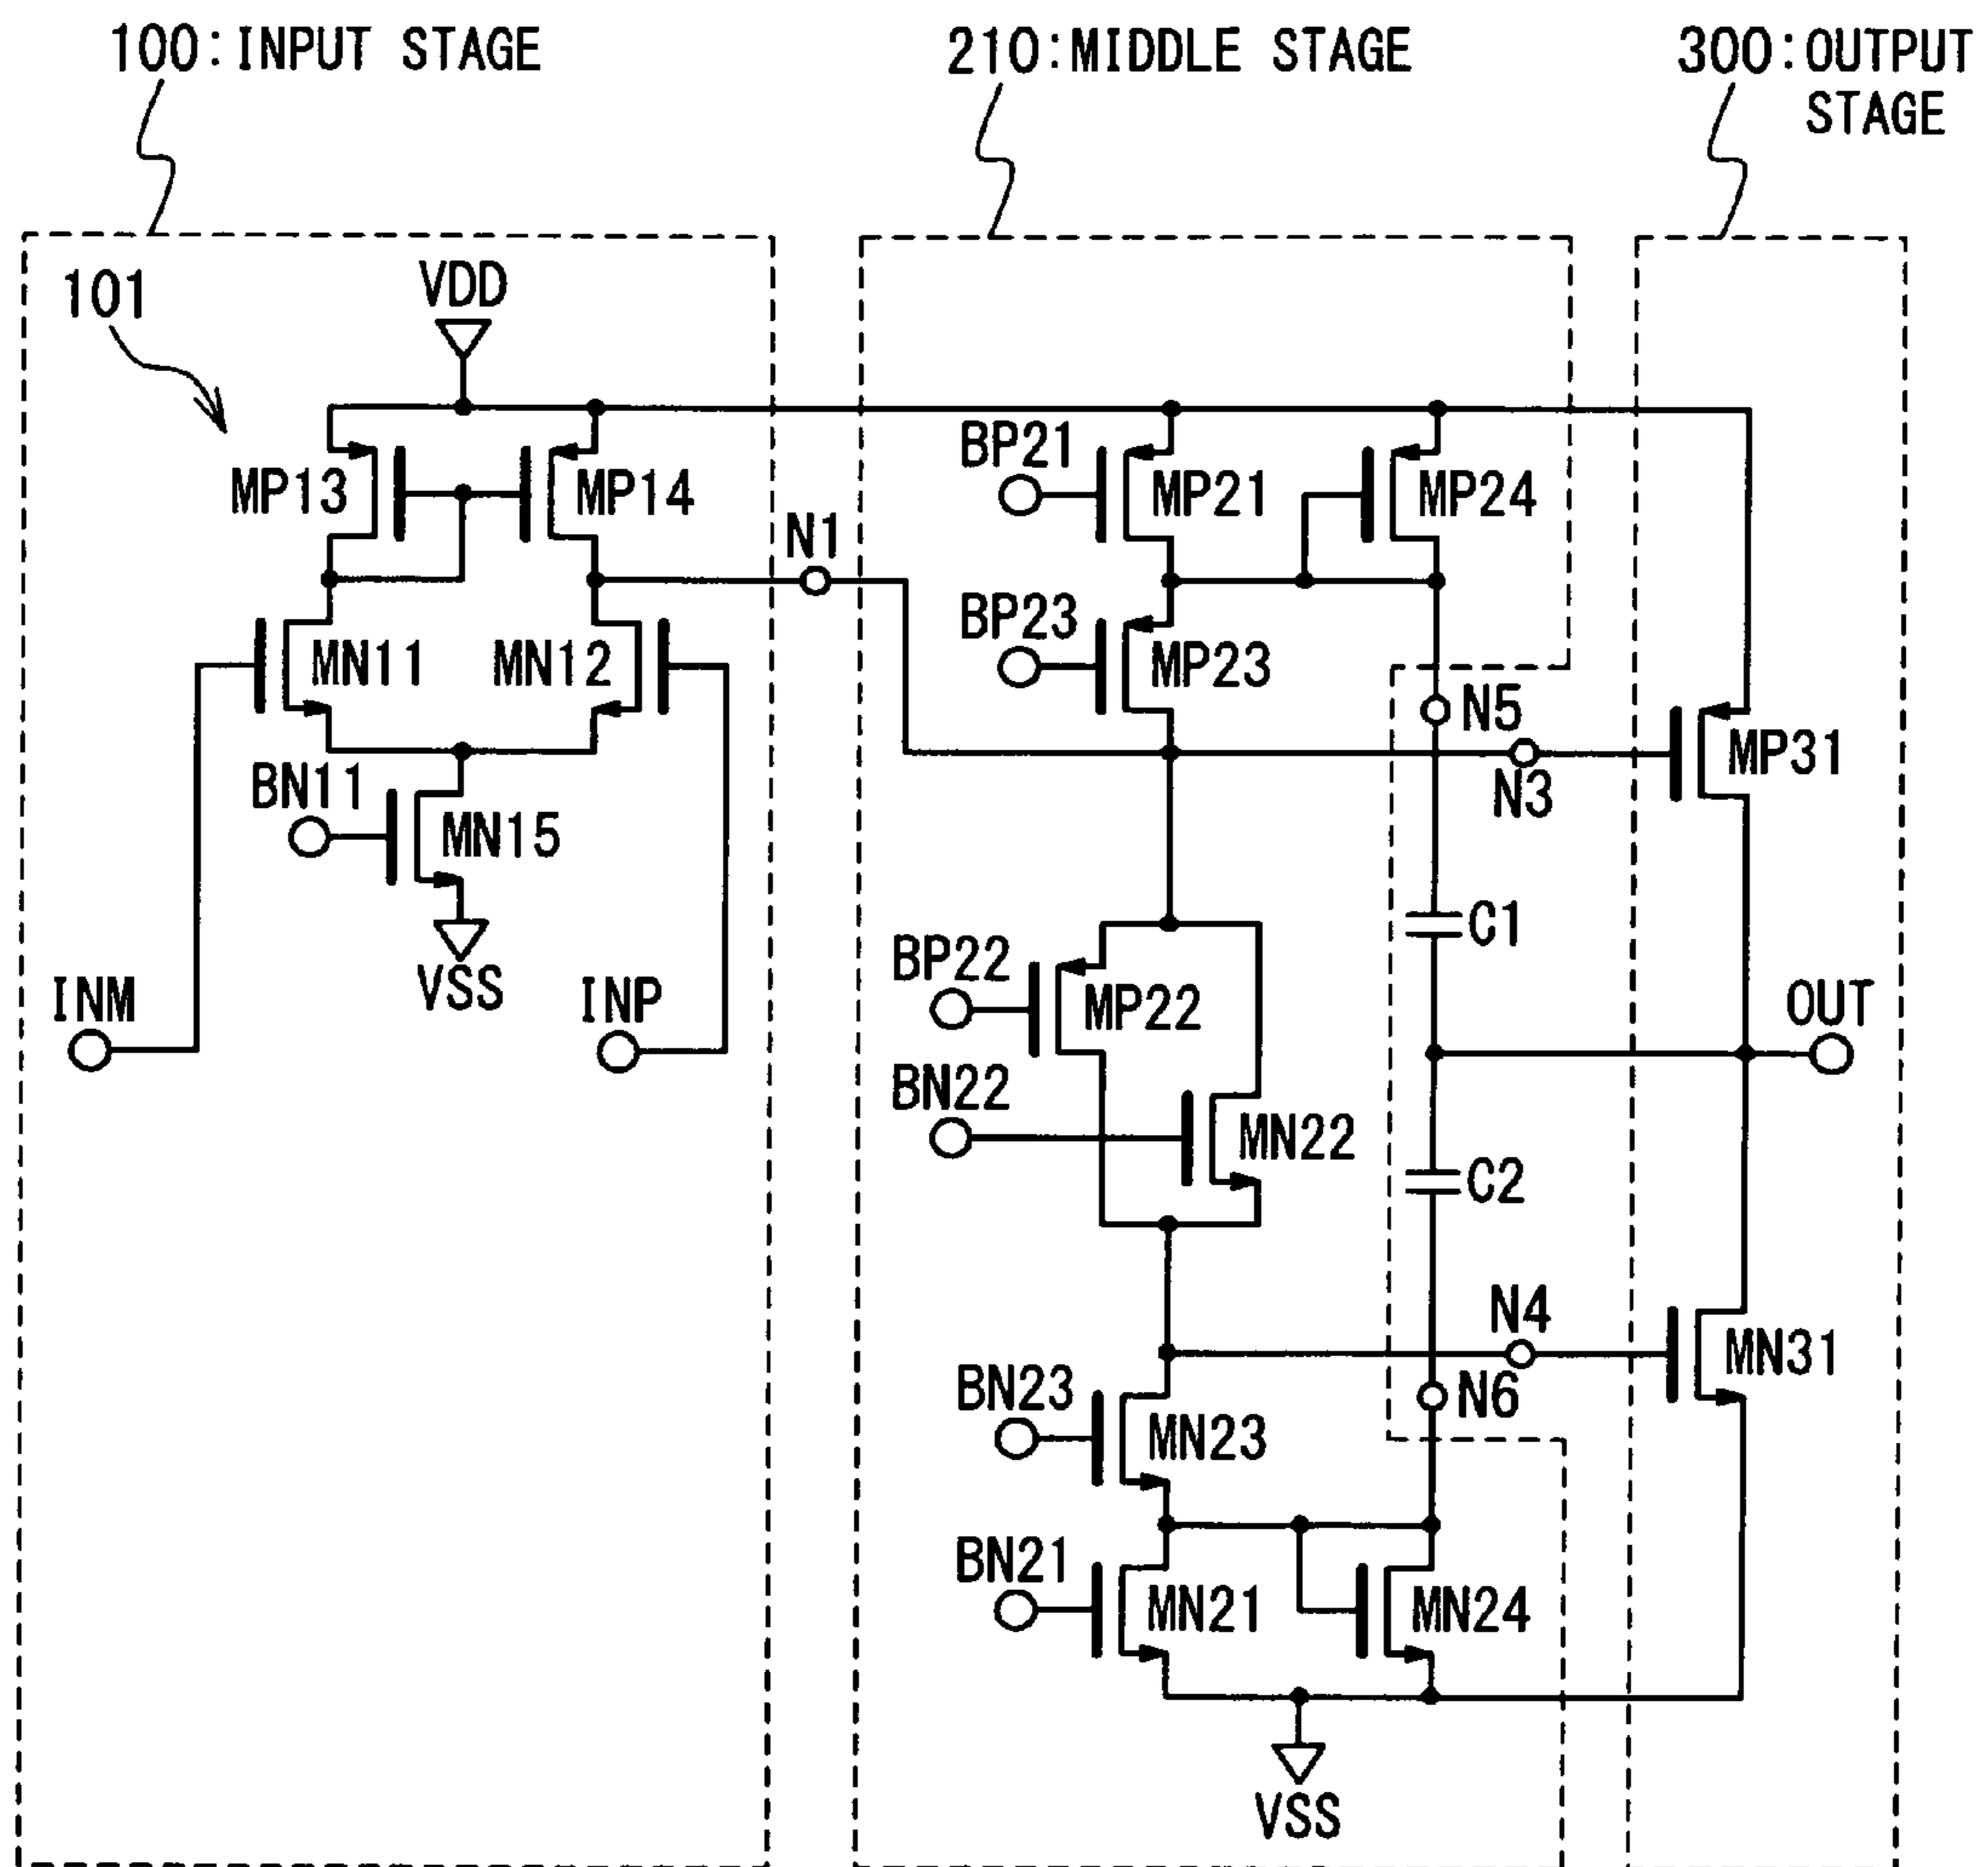 100:INPUT STAGE
210:MIDDLE STAGE
300:OUTPUT
STAGE
101
VDD
MP13
MP14
N1
BP21
MP21
MP24
BP23
MP23
MN11
MN12
N5
N3
MP31
BN11
MN15
VSS
INM
INP
C1
BP22
MP22
OUT
BN22
MN22
C2
N4
MN31
N6
BN23
MN23
BN21
MN21
MN24
VSS